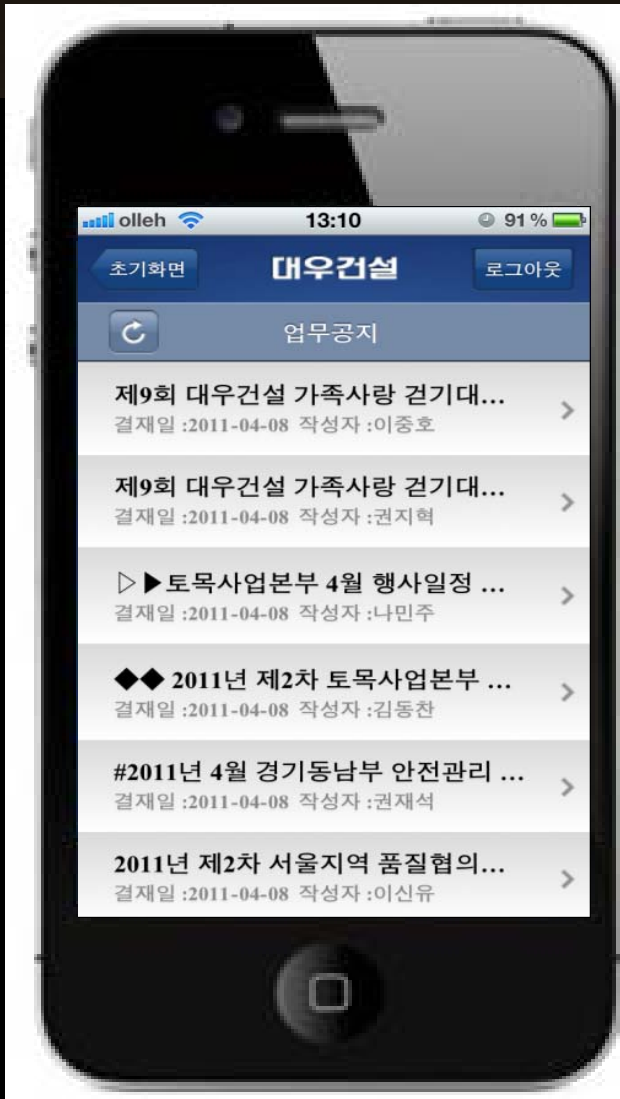 olleh 13:10 91%
초기화면 대우건설 로그아웃
업무공지
제9회 대우건설 가족사랑 걷기대...
결재일 :2011-04-08 작성자 :이중호
제9회 대우건설 가족사랑 걷기대...
결재일 :2011-04-08 작성자 :권지혁
▷▶토목사업본부 4월 행사일정 ...
결재일 :2011-04-08 작성자 :나민주
◆◆ 2011년 제2차 토목사업본부 ...
결재일 :2011-04-08 작성자 :김동찬
#2011년 4월 경기동남부 안전관리 ...
결재일 :2011-04-08 작성자 :권재석
2011년 제2차 서울지역 품질협의...
결재일 :2011-04-08 작성자 :이신유